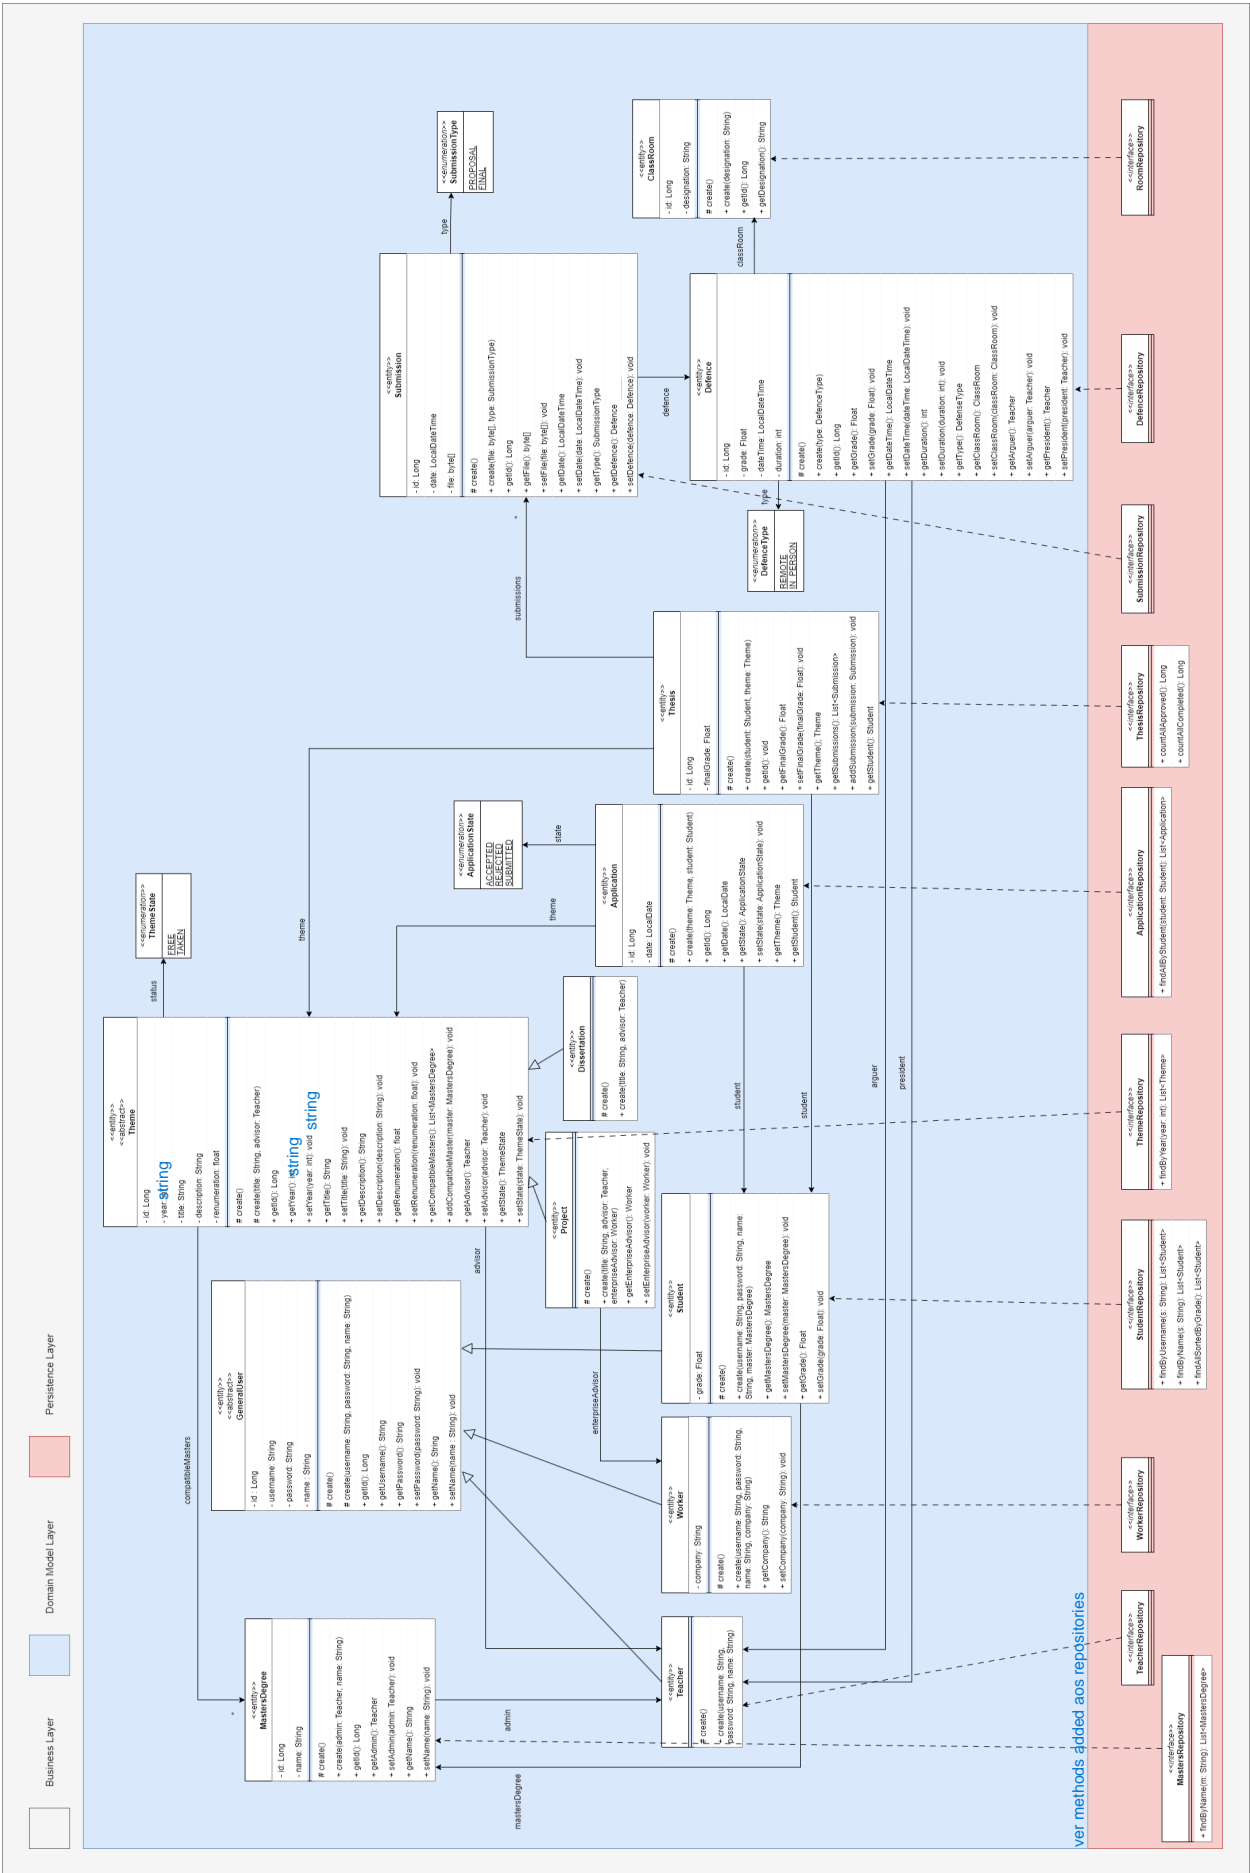 Business Layer
Domain Model Layer
Persistence Layer
<<entity>>
MastersDegree
- id: Long
- name: String
# create()
+ create(admin: Teacher, name: String)
+ getId(): Long
+ getAdmin(): Teacher
+ setAdmin(admin: Teacher): void
+ getName(): String
+ setName(name: String): void
*
compatibleMasters
admin
mastersDegree
<<entity>>
<<abstract>>
GeneralUser
- id : Long
- username: String
- password: String
- name : String
# create()
# create(username: String, password: String, name: String)
+ getId(): Long
+ getUsername(): String
+ getPassword(): String
+ setPassword(password: String): void
+ getName(): String
+ setName(name : String): void
<<entity>>
<<abstract>>
Theme
- id: Long
- year:
string
- title: String
- description: String
- renumeration: float
# create()
# create(title: String, advisor: Teacher)
+ getId(): Long
+ getYear(): int
string
+ setYear(year: int): void
string
+ getTitle(): String
+ setTitle(title: String): void
+ getDescription(): String
+ setDescription(description: String): void
+ getRenumeration(): float
+ setRenumeration(renumeration: float): void
+ getCompatibleMasters(): List<MastersDegree>
+ addCompatibleMaster(master: MastersDegree): void
+ getAdvisor(): Teacher
+ setAdvisor(advisor: Teacher): void
+ getState(): ThemeState
+ setState(state: ThemeState): void
status
<<enumeration>>
ThemeState
FREE
TAKEN
theme
theme
advisor
<<entity>>
Project
# create()
+ create(title: String, advisor: Teacher,
enterpriseAdvisor: Worker)
+ getEnterpriseAdvisor(): Worker
+ setEnterpriseAdvisor(worker: Worker): void
<<entity>>
Dissertation
# create()
+ create(title: String, advisor: Teacher)
enterpriseAdvisor
<<enumeration>>
ApplicationState
ACCEPTED
REJECTED
SUBMITTED
state
<<entity>>
Application
- id: Long
- date: LocalDate
# create()
+ create(theme: Theme, student: Student)
+ getId(): Long
+ getDate(): LocalDate
+ getState(): ApplicationState
+ setState(state: ApplicationState): void
+ getTheme(): Theme
+ getStudent(): Student
<<entity>>
Thesis
- id: Long
- finalGrade: Float
# create()
+ create(student: Student, theme: Theme)
+ getId(): void
+ getFinalGrade(): Float
+ setFinalGrade(finalGrade: Float): void
+ getTheme(): Theme
+ getSubmissions(): List<Submission>
+ addSubmission(submission: Submission): void
+ getStudent(): Student
submissions
*
<<entity>>
Submission
- id: Long
- date: LocalDateTime
- file: byte[]
# create()
+ create(file: byte[], type: SubmissionType)
+ getId(): Long
+ getFile(): byte[]
+ setFile(file: byte[]): void
+ getDate(): LocalDateTime
+ setDate(date: LocalDateTime): void
+ getType(): SubmissionType
+ getDefence(): Defence
+ setDefence(defence: Defence): void
type
<<enumeration>>
SubmissionType
PROPOSAL
FINAL
defence
<<entity>>
Teacher
# create()
+ create(username: String,
password: String, name: String)
<<entity>>
Worker
- company: String
# create()
+ create(username: String, password: String,
name: String, company: String)
+ getCompany(): String
+ setCompany(company: String): void
<<entity>>
Student
- grade: Float
# create()
+ create(username: String, password: String, name:
String, master: MastersDegree)
+ getMastersDegree(): MastersDegree
+ setMastersDegree(master: MastersDegree): void
+ getGrade(): Float
+ setGrade(grade: Float): void
student
student
arguer
president
<<enumeration>>
DefenceType
REMOTE
IN_PERSON
type
<<entity>>
Defence
- id: Long
- grade: Float
- dateTime: LocalDateTime
- duration: int
# create()
+ create(type: DefenceType)
+ getId(): Long
+ getGrade(): Float
+ setGrade(grade: Float): void
+ getDateTime(): LocalDateTime
+ setDateTime(dateTime: LocalDateTime): void
+ getDuration(): int
+ setDuration(duration: int): void
+ getType(): DefenseType
+ getClassRoom(): ClassRoom
+ setClassRoom(classRoom: ClassRoom): void
+ getArguer(): Teacher
+ setArguer(arguer: Teacher): void
+ getPresident(): Teacher
+ setPresident(president: Teacher): void
classRoom
<<entity>>
ClassRoom
- id: Long
- designation: String
# create()
+ create(designation: String)
+ getId(): Long
+ getDesignation(): String
ver methods added aos repositories
<<interface>>
MastersRepository
+ findByName(m: String): List<MastersDegree>
<<interface>>
TeacherRepository
<<interface>>
WorkerRepository
<<interface>>
StudentRepository
+ findByUsername(s: String): List<Student>
+ findByName(s: String): List<Student>
+ findAllSortedByGrade(): List<Student>
<<interface>>
ThemeRepository
+ findByYear(year: int): List<Theme>
<<interface>>
ApplicationRepository
+ findAllByStudent(student: Student): List<Application>
<<interface>>
ThesisRepository
+ countAllApproved(): Long
+ countAllCompleted(): Long
<<interface>>
SubmissionRepository
<<interface>>
DefenceRepository
<<interface>>
RoomRepository